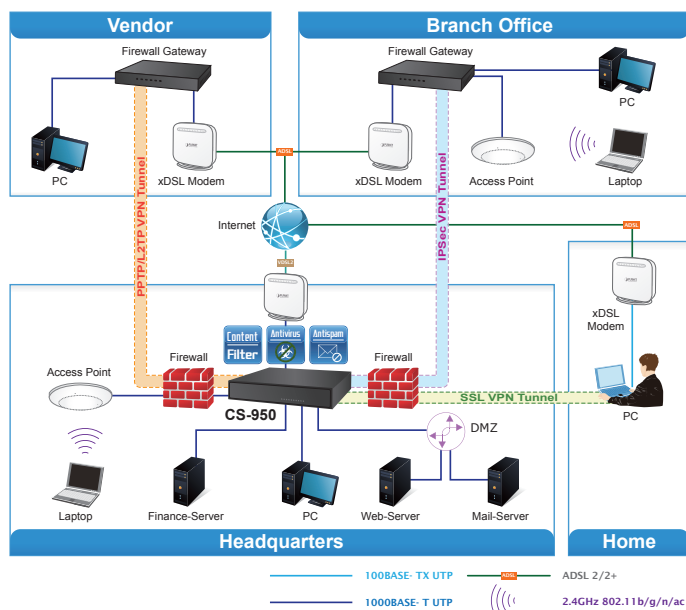 Vendor
Branch Office
Firewall Gateway
Firewall Gateway
PC
PC
xDSL Modem
ADSL
xDSL Modem
Access Point
Laptop
PPTP/L2TP VPN Tunnel
IPSec VPN Tunnel
Internet
ADSL
VDSL2
xDSL
Modem
Content
Filter
Antivirus
Antispam
Firewall
Firewall
Access Point
CS-950
SSL VPN Tunnel
PC
DMZ
Laptop
Finance-Server
PC
Web-Server
Mail-Server
Headquarters
Home
100BASE- TX UTP
ADSL
ADSL 2/2+
1000BASE- T UTP
2.4GHz 802.11b/g/n/ac